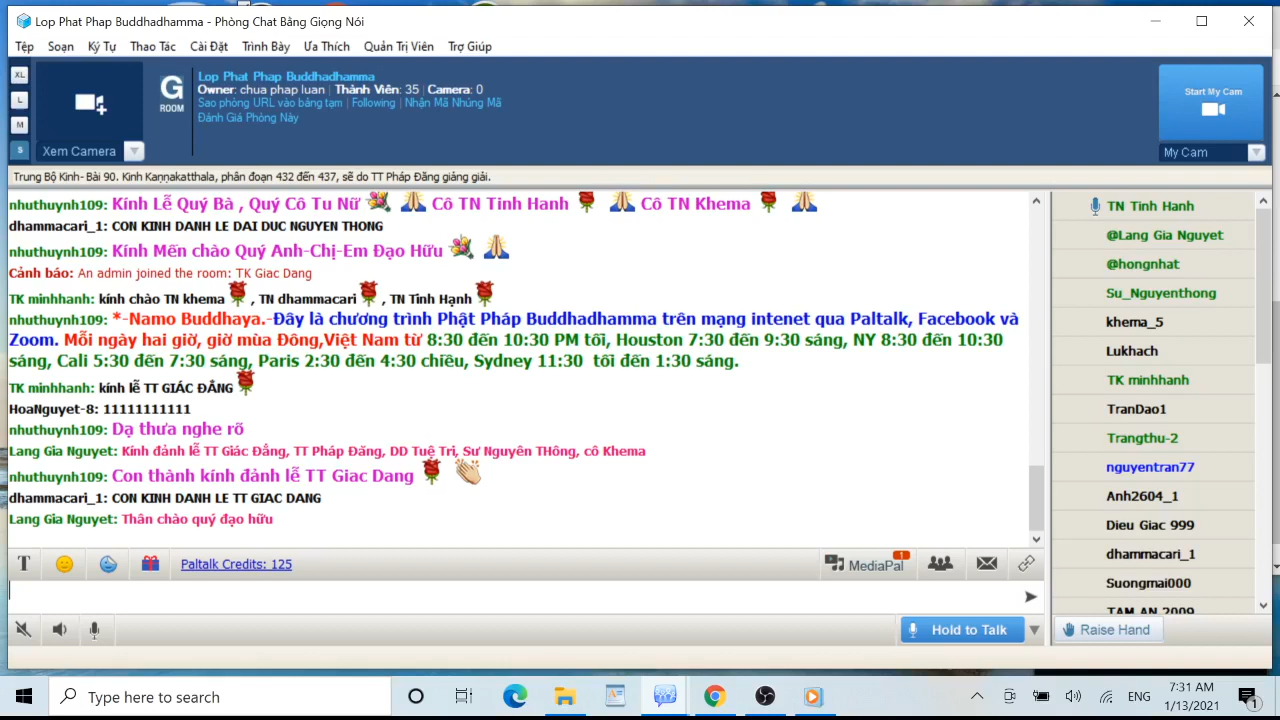 Lop Phat Phap Buddhadhamma - Phòng Chat Bằng Giọng Nói
Tệp Soạn Ký Tự Thao Tác Cài Đặt Trình Bày Ưa Thích Quản Trị Viên Trợ Giúp
XL
L
M
S
Xem Camera
G
ROOM
Lop Phat Phap Buddhadhamma
Owner: chua phap luan | Thành Viên: 35 | Camera: 0
Sao phòng URL vào bảng tạm | Following | Nhận Mã Nhúng Mã
Đánh Giá Phòng Này
Start My Cam
My Cam
Trung Bộ Kinh- Bài 90. Kinh Kaṇṇakatthala, phân đoạn 432 đến 437, sẽ do TT Pháp Đăng giảng giải.
nhuthuynh109: Kính Lễ Quý Bà , Quý Cô Tu Nữ Cô TN Tinh Hanh Cô TN Khema
dhammacari_1: CON KINH DANH LE DAI DUC NGUYEN THONG
nhuthuynh109: Kính Mến chào Quý Anh-Chị-Em Đạo Hữu
Cảnh báo: An admin joined the room: TK Giac Dang
TK minhhanh: kính chào TN khema , TN dhammacari , TN Tinh Hạnh
nhuthuynh109: *-Namo Buddhaya.-Đây là chương trình Phật Pháp Buddhadhamma trên mạng intenet qua Paltalk, Facebook và
Zoom. Mỗi ngày hai giờ, giờ mùa Đông,Việt Nam từ 8:30 đến 10:30 PM tối, Houston 7:30 đến 9:30 sáng, NY 8:30 đến 10:30
sáng, Cali 5:30 đến 7:30 sáng, Paris 2:30 đến 4:30 chiều, Sydney 11:30 tối đến 1:30 sáng.
TK minhhanh: kính lễ TT GIÁC ĐẲNG
HoaNguyet-8: 11111111111
nhuthuynh109: Dạ thưa nghe rõ
Lang Gia Nguyet: Kính đảnh lễ TT Giác Đẳng, TT Pháp Đăng, DD Tuệ Trị, Sư Nguyên THông, cô Khema
nhuthuynh109: Con thành kính đảnh lễ TT Giac Dang
dhammacari_1: CON KINH DANH LE TT GIAC DANG
Lang Gia Nguyet: Thân chào quý đạo hữu
TN Tinh Hanh
@Lang Gia Nguyet
@hongnhat
Su_Nguyenthong
khema_5
Lukhach
TK minhhanh
TranDao1
Trangthu-2
nguyentran77
Anh2604_1
Dieu Giac 999
dhammacari_1
Suongmai000
TAM AN 2009
T Paltalk Credits: 125 MediaPal 1
Hold to Talk Raise Hand
Type here to search
ENG
7:31 AM
1/13/2021
1